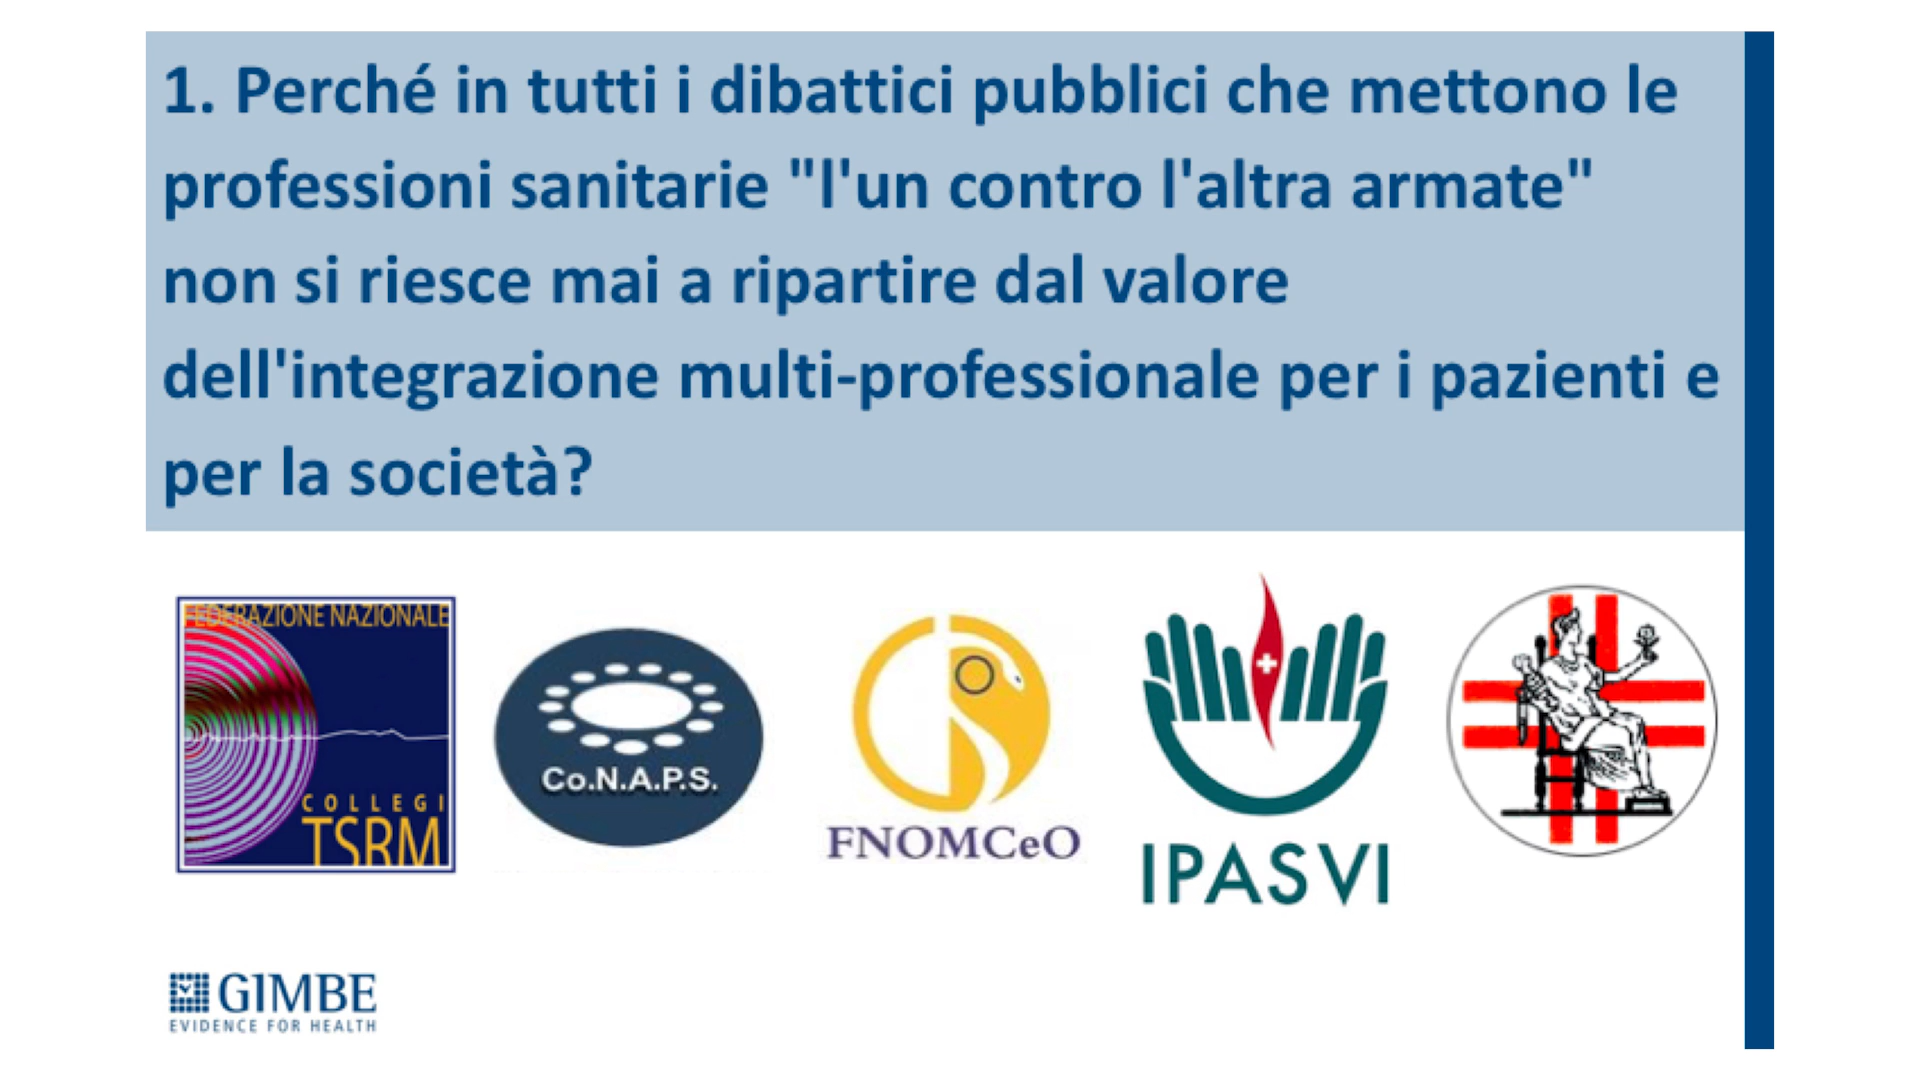 1. Perché in tutti i dibattici pubblici che mettono le
professioni sanitarie "l'un contro l'altra armate"
non si riesce mai a ripartire dal valore
dell'integrazione multi-professionale per i pazienti e
per la società?
FEDERAZIONE NAZIONALE
COLLEGI
TSRM
Co.N.A.P.S.
FNOMCeO
IPASVI
GIMBE
EVIDENCE FOR HEALTH